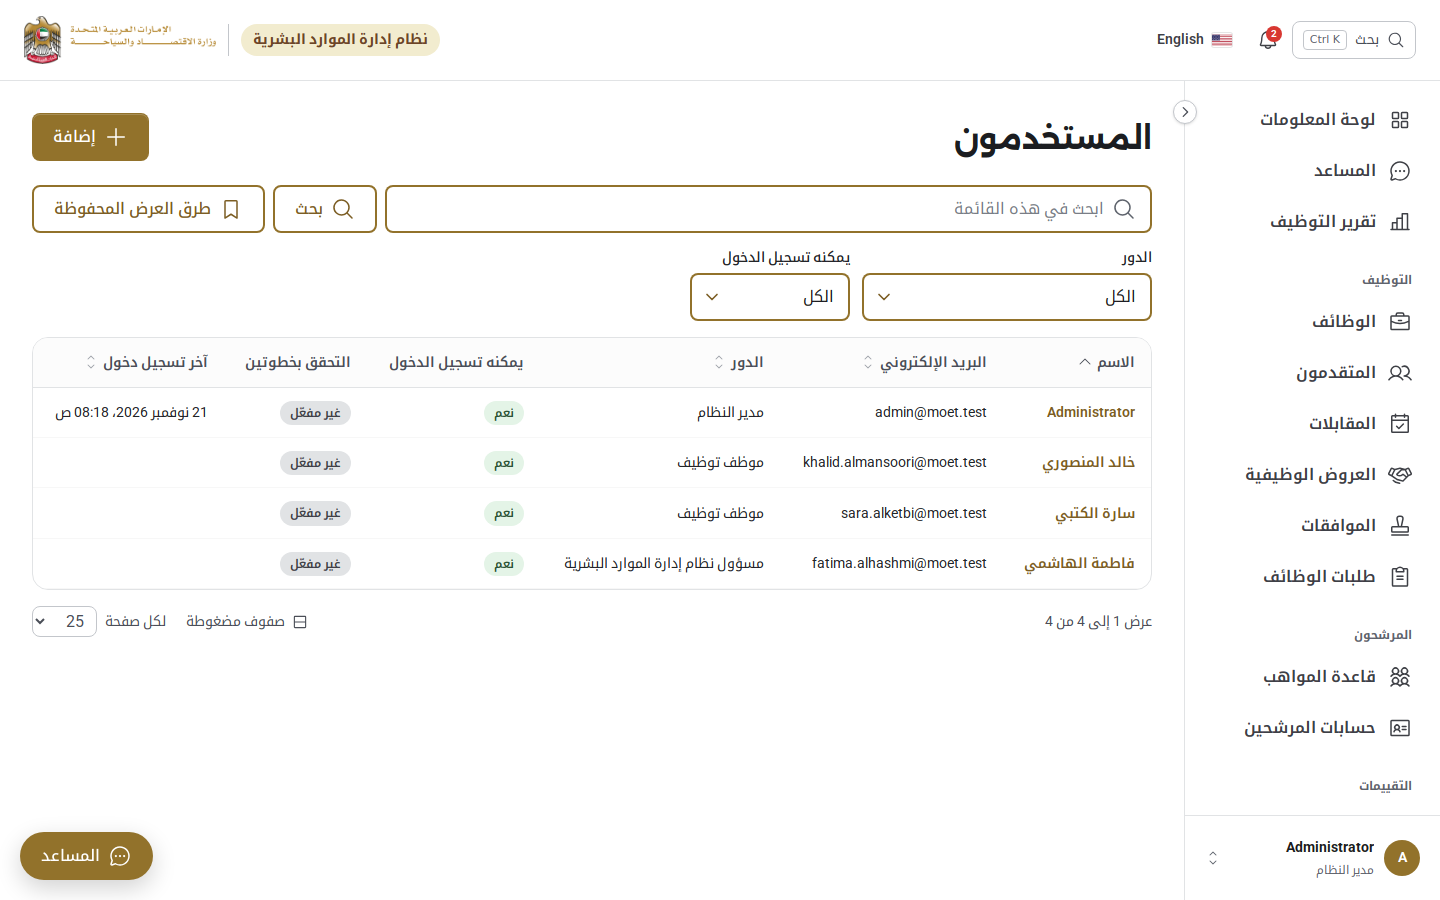 بحث Ctrl K
2
English
نظام إدارة الموارد البشرية
الإمارات العربية المتحدة
وزارة الاقتصاد والسياحة
لوحة المعلومات
المساعد
تقرير التوظيف
التوظيف
الوظائف
المتقدمون
المقابلات
العروض الوظيفية
الموافقات
طلبات الوظائف
المرشحون
قاعدة المواهب
حسابات المرشحين
التقييمات
A
Administrator
مدير النظام
المستخدمون
إضافة
ابحث في هذه القائمة
بحث
طرق العرض المحفوظة
الدور
الكل
يمكنه تسجيل الدخول
الكل
الاسم البريد الإلكتروني الدور يمكنه تسجيل الدخول التحقق بخطوتين آخر تسجيل دخول
Administrator admin@moet.test مدير النظام نعم غير مفعّل 21 نوفمبر 2026، 08:18 ص
خالد المنصوري khalid.almansoori@moet.test موظف توظيف نعم غير مفعّل
سارة الكتبي sara.alketbi@moet.test موظف توظيف نعم غير مفعّل
فاطمة الهاشمي fatima.alhashmi@moet.test مسؤول نظام إدارة الموارد البشرية نعم غير مفعّل
عرض 1 إلى 4 من 4
صفوف مضغوطة
لكل صفحة 25
المساعد